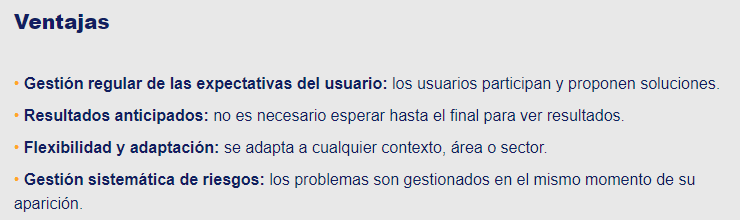 Ventajas
• Gestión regular de las expectativas del usuario: los usuarios participan y proponen soluciones.
• Resultados anticipados: no es necesario esperar hasta el final para ver resultados.
• Flexibilidad y adaptación: se adapta a cualquier contexto, área o sector.
• Gestión sistemática de riesgos: los problemas son gestionados en el mismo momento de su
aparición.